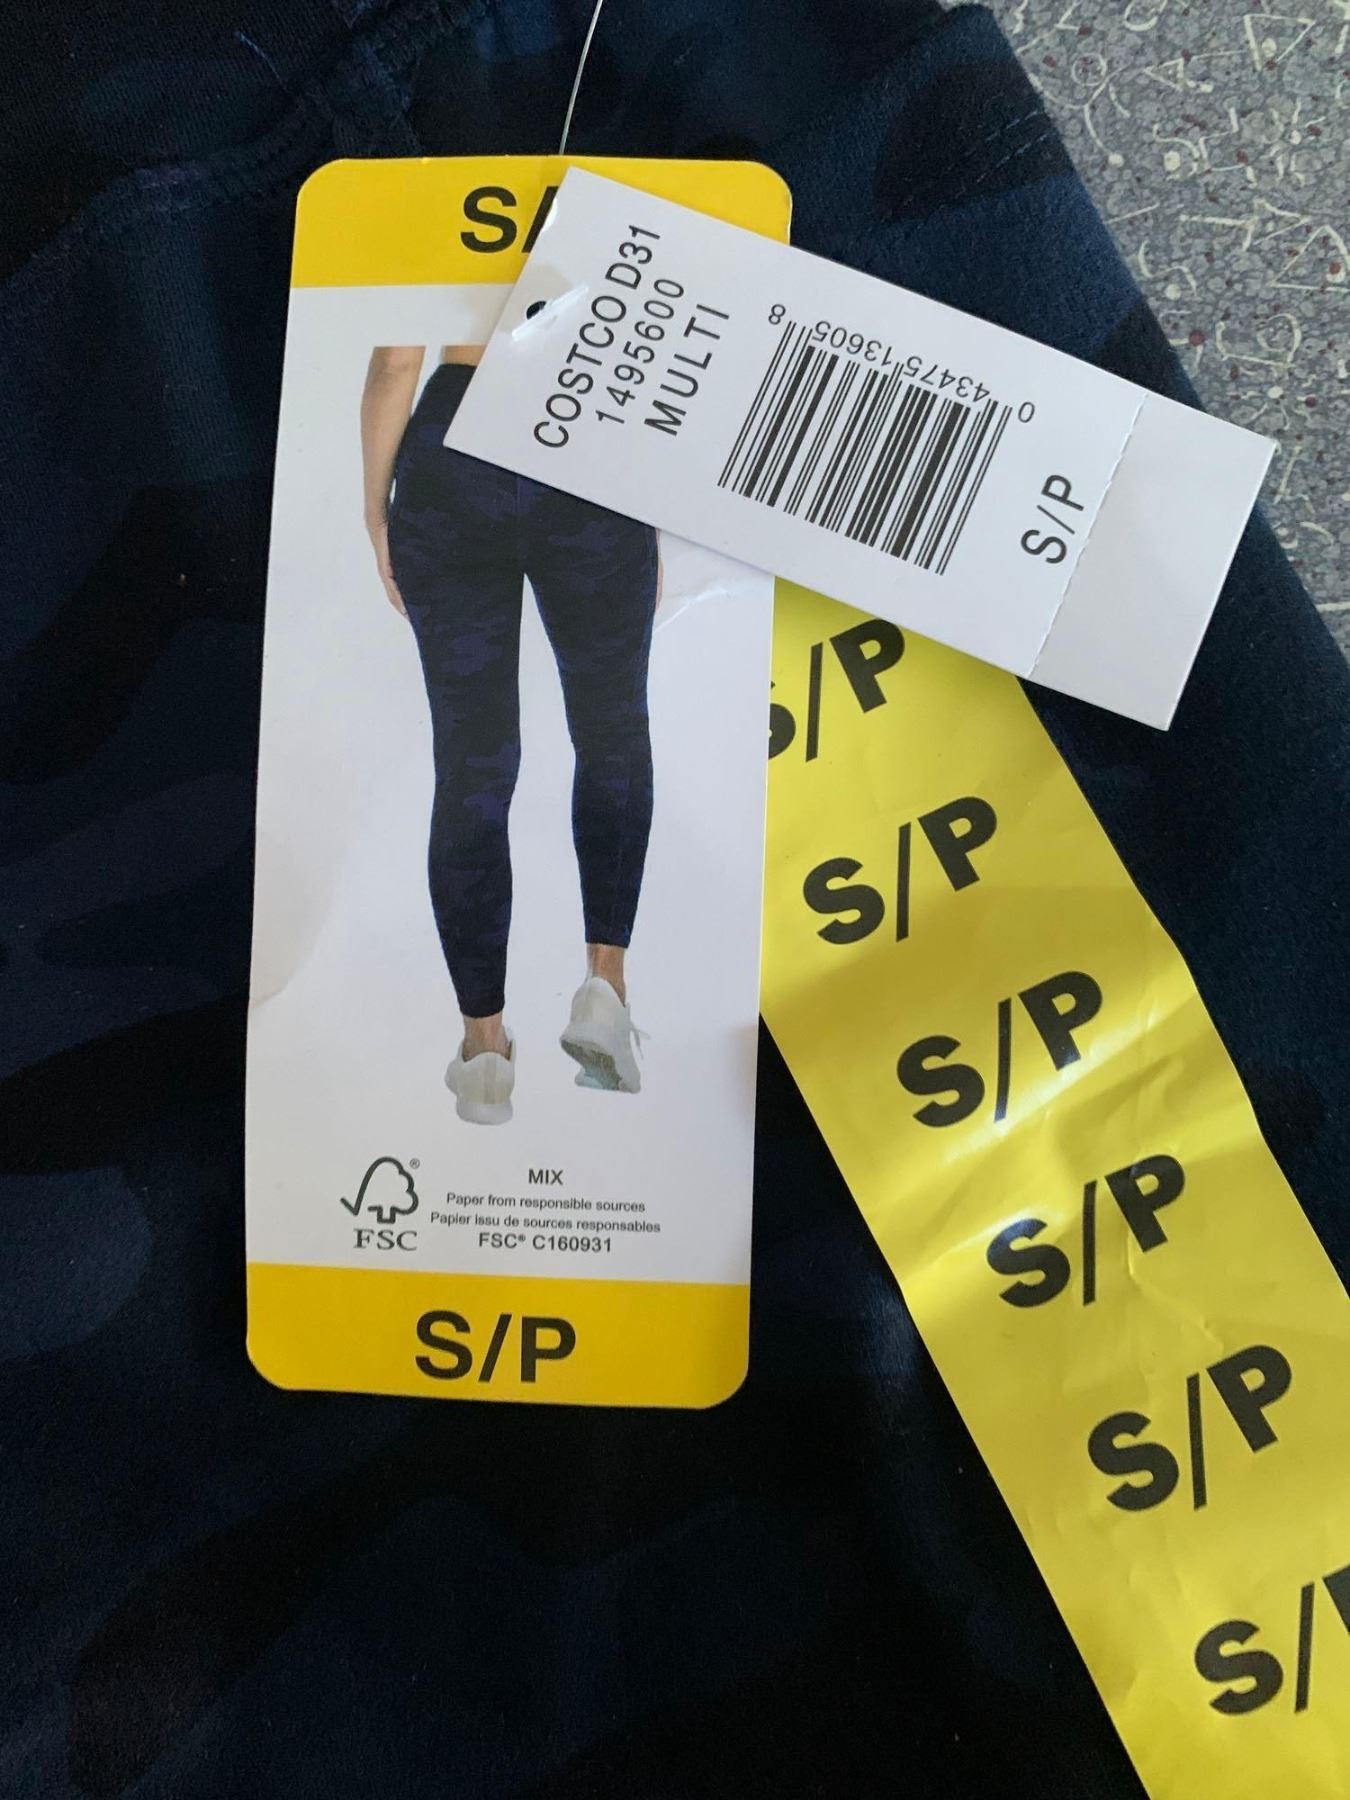 S/
COSTCO D31
1495600
MULTI
0 43475 13605 8
S/P
MIX
Paper from responsible sources
Papier issu de sources responsables
FSC® C160931
®
FSC
S/P
S/P
S/P
S/P
S/P
S/P
S/